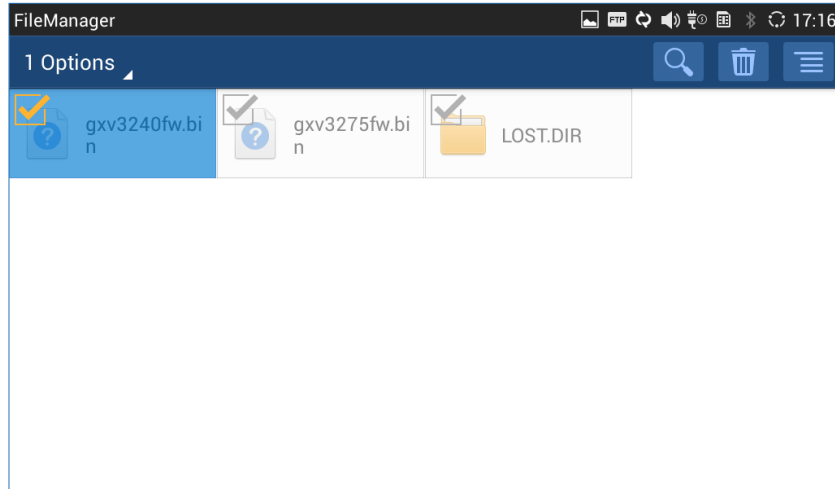 FileManager
FTP
17:16
1 Options
gxv3240fw.bi
n
gxv3275fw.bi
n
LOST.DIR